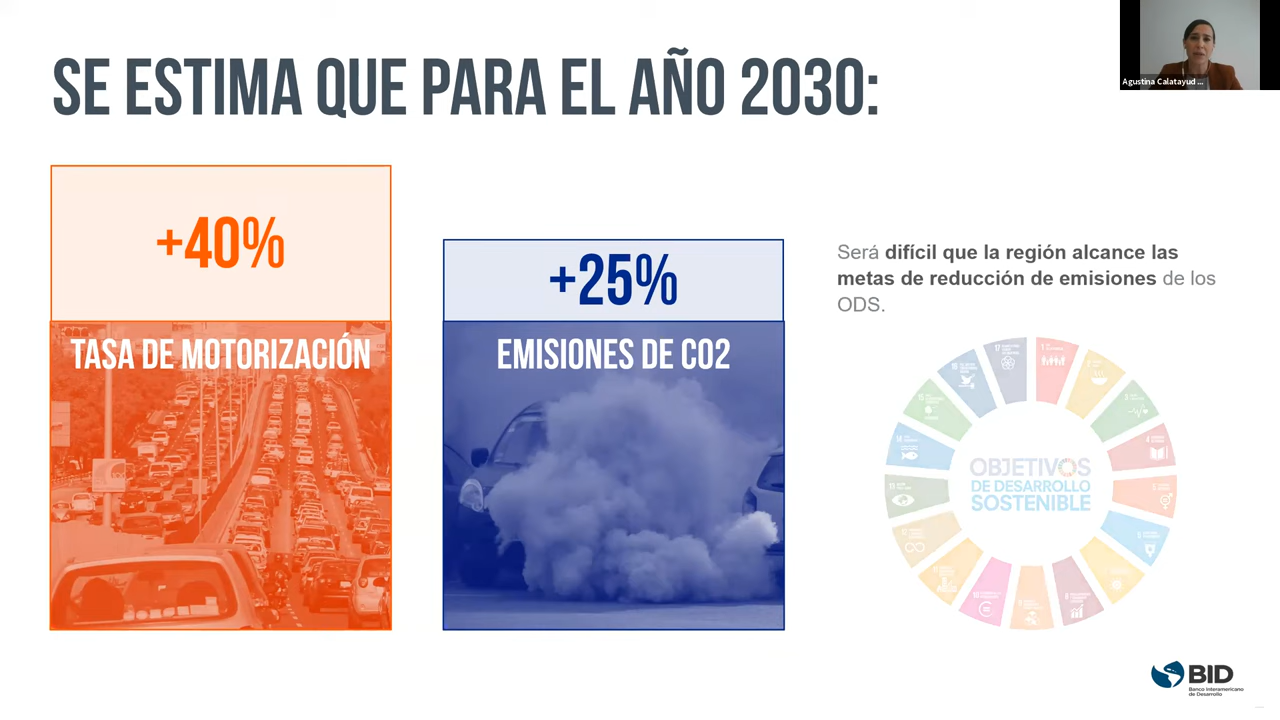 SE ESTIMA QUE PARA EL AÑO 2030:
Agustina Calatayud ...
+40%
TASA DE MOTORIZACIÓN
+25%
EMISIONES DE CO2
Será difícil que la región alcance las
metas de reducción de emisiones de los
ODS.
OBJETIVOS
DE DESARROLLO
SOSTENIBLE
BID
Banco Interamericano
de Desarrollo